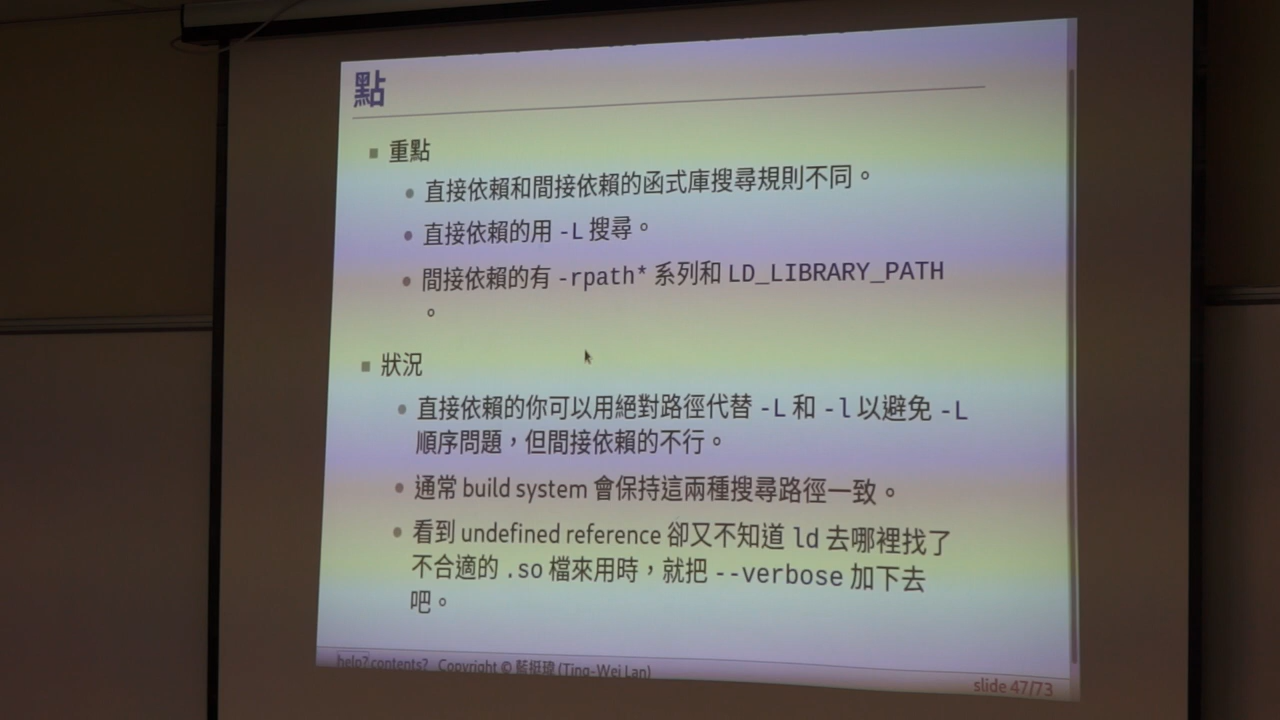 點
重點
直接依賴和間接依賴的函式庫搜尋規則不同。
直接依賴的用 -L 搜尋。
間接依賴的有 -rpath* 系列和 LD_LIBRARY_PATH
。
狀況
直接依賴的你可以用絕對路徑代替 -L 和 -l 以避免 -L
順序問題，但間接依賴的不行。
通常 build system 會保持這兩種搜尋路徑一致。
看到 undefined reference 卻又不知道 ld 去哪裡找了
不合適的 .so 檔來用時，就把 --verbose 加下去
吧。
help? contents? Copyright © 藍挺瑋 (Ting-Wei Lan)
slide 47/73